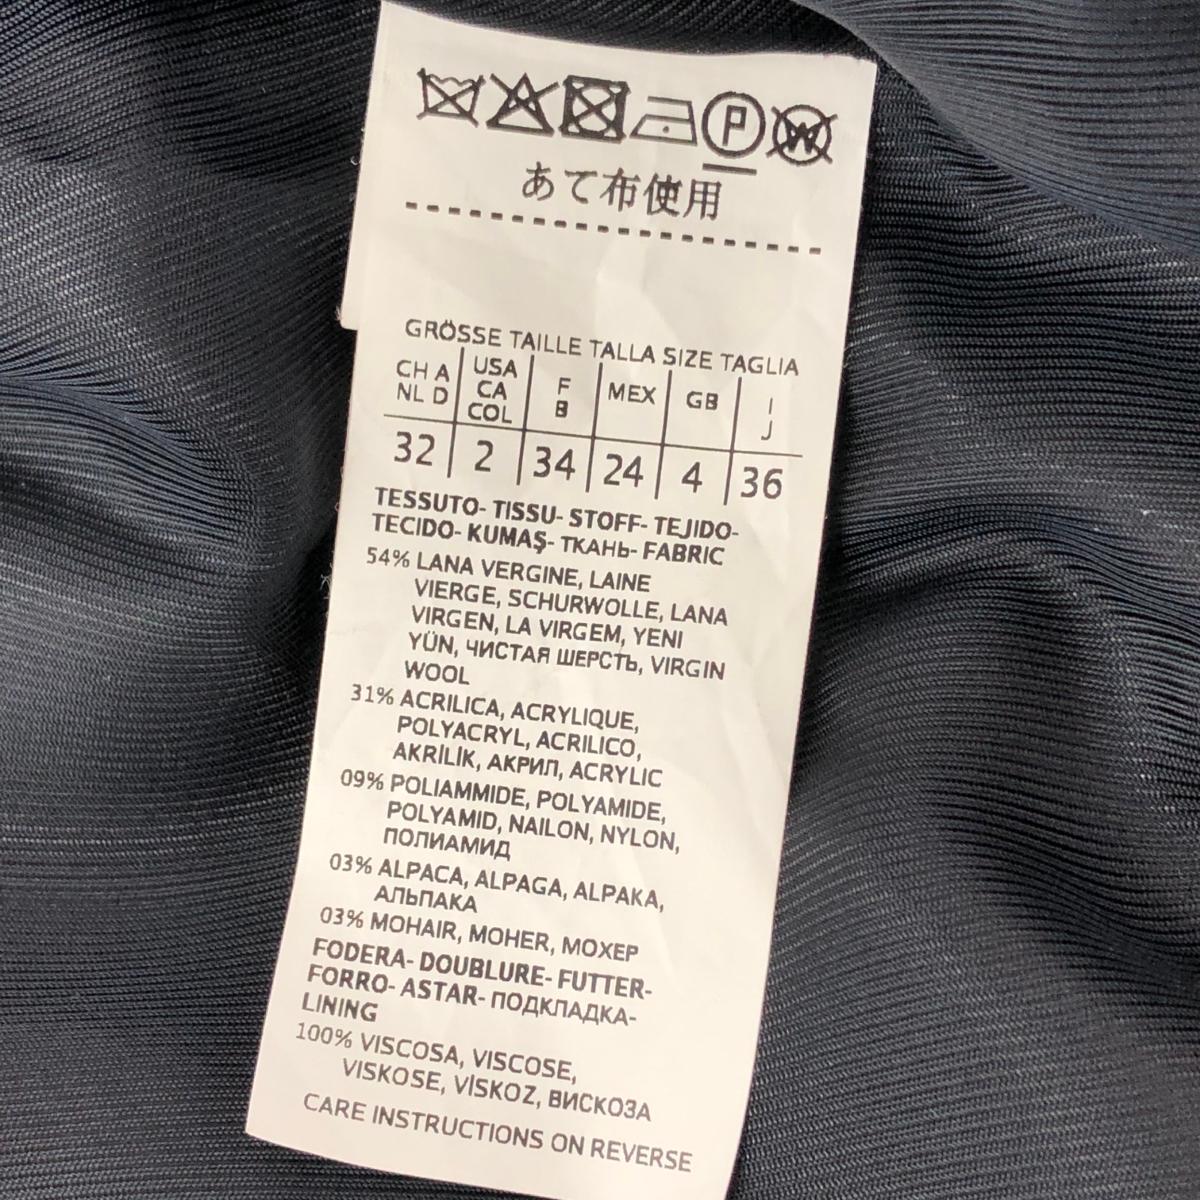 P W
あて布使用
GRÖSSE TAILLE TALLA SIZE TAGLIA
CH A NL D | USA CA COL | F B | MEX | GB | I J
32 | 2 | 34 | 24 | 4 | 36
TESSUTO- TISSU- STOFF- TEJIDO-
TECIDO- KUMAŞ- ТКАНЬ- FABRIC
54% LANA VERGINE, LAINE
VIERGE, SCHURWOLLE, LANA
VIRGEN, LA VIRGEM, YENI
YÜN, ЧИСТАЯ ШЕРСТЬ, VIRGIN
WOOL
31% ACRILICA, ACRYLIQUE,
POLYACRYL, ACRILICO,
AKRİLİK, АКРИЛ, ACRYLIC
09% POLIAMMIDE, POLYAMIDE,
POLYAMID, NAILON, NYLON,
ПОЛИАМИД
03% ALPACA, ALPAGA, ALPAKA,
АЛЬПАКА
03% MOHAIR, MOHER, МОХЕР
FODERA- DOUBLURE- FUTTER-
FORRO- ASTAR- ПОДКЛАДКА-
LINING
100% VISCOSA, VISCOSE,
VISKOSE, VİSKOZ, ВИСКОЗА
CARE INSTRUCTIONS ON REVERSE